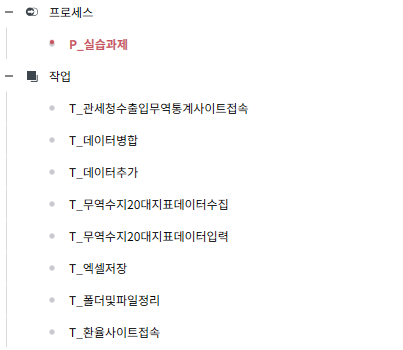 프로세스
P_실습과제
작업
T_관세청수출입무역통계사이트접속
T_데이터병합
T_데이터추가
T_무역수지20대지표데이터수집
T_무역수지20대지표데이터입력
T_엑셀저장
T_폴더및파일정리
T_환율사이트접속